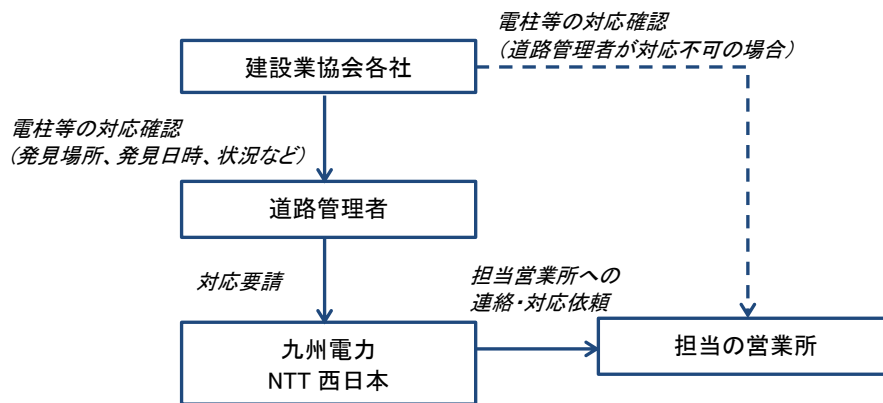 電柱等の対応確認
（道路管理者が対応不可の場合）
建設業協会各社
電柱等の対応確認
（発見場所、発見日時、状況など）
道路管理者
対応要請
担当営業所への
連絡・対応依頼
九州電力
NTT 西日本
担当の営業所